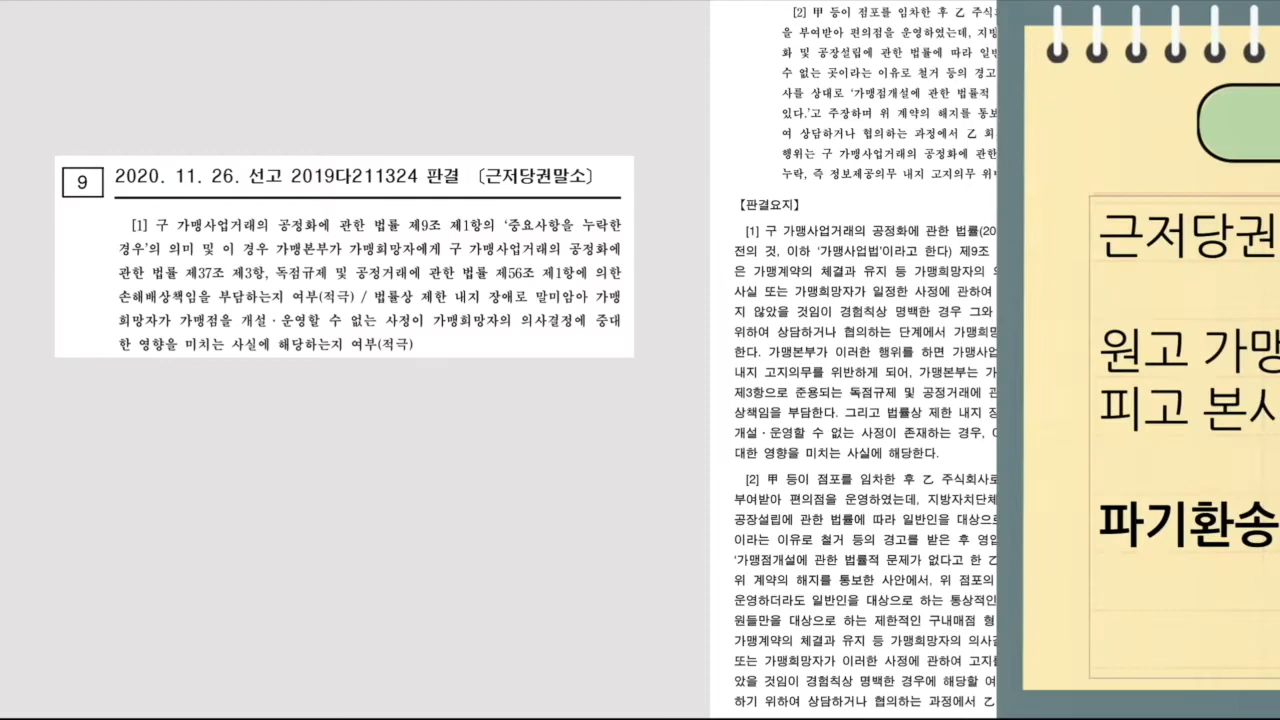 9
2020. 11. 26. 선고 2019다211324 판결 〔근저당권말소〕
[1] 구 가맹사업거래의 공정화에 관한 법률 제9조 제1항의 ‘중요사항을 누락한
경우’의 의미 및 이 경우 가맹본부가 가맹희망자에게 구 가맹사업거래의 공정화에
관한 법률 제37조 제3항, 독점규제 및 공정거래에 관한 법률 제56조 제1항에 의한
손해배상책임을 부담하는지 여부(적극) / 법률상 제한 내지 장애로 말미암아 가맹
희망자가 가맹점을 개설·운영할 수 없는 사정이 가맹희망자의 의사결정에 중대
한 영향을 미치는 사실에 해당하는지 여부(적극)
[2] 甲 등이 점포를 임차한 후 乙 주식
을 부여받아 편의점을 운영하였는데, 지방
화 및 공장설립에 관한 법률에 따라 일반
수 없는 곳이라는 이유로 철거 등의 경고
사를 상대로 ‘가맹점개설에 관한 법률적
있다.’고 주장하며 위 계약의 해지를 통보
여 상담하거나 협의하는 과정에서 乙 회
행위는 구 가맹사업거래의 공정화에 관한
누락, 즉 정보제공의무 내지 고지의무 위
【판결요지】
[1] 구 가맹사업거래의 공정화에 관한 법률(20
전의 것, 이하 ‘가맹사업법’이라고 한다) 제9조
은 가맹계약의 체결과 유지 등 가맹희망자의
사실 또는 가맹희망자가 일정한 사정에 관하여
지 않았을 것임이 경험칙상 명백한 경우 그와
위하여 상담하거나 협의하는 단계에서 가맹희망
한다. 가맹본부가 이러한 행위를 하면 가맹사업
내지 고지의무를 위반하게 되어, 가맹본부는 가
제3항으로 준용되는 독점규제 및 공정거래에 관
상책임을 부담한다. 그리고 법률상 제한 내지 장
개설·운영할 수 없는 사정이 존재하는 경우,
대한 영향을 미치는 사실에 해당한다.
[2] 甲 등이 점포를 임차한 후 乙 주식회사로
부여받아 편의점을 운영하였는데, 지방자치단체
공장설립에 관한 법률에 따라 일반인을 대상으로
이라는 이유로 철거 등의 경고를 받은 후 영업
‘가맹점개설에 관한 법률적 문제가 없다고 한 乙
위 계약의 해지를 통보한 사안에서, 위 점포의
운영하더라도 일반인을 대상으로 하는 통상적인
원들만을 대상으로 하는 제한적인 구내매점 형
가맹계약의 체결과 유지 등 가맹희망자의 의사결
또는 가맹희망자가 이러한 사정에 관하여 고지를
았을 것임이 경험칙상 명백한 경우에 해당할 여
하기 위하여 상담하거나 협의하는 과정에서 乙
근저당권
원고 가맹
피고 본사
파기환송